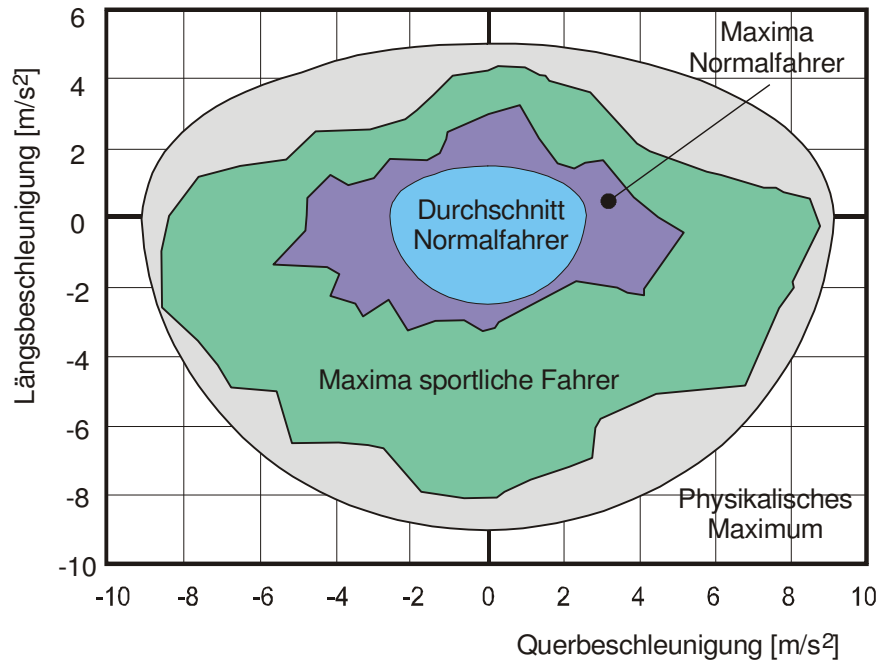 6
4
2
0
-2
-4
-6
-8
-10
Längsbeschleunigung [m/s²]
Maxima
Normalfahrer
Durchschnitt
Normalfahrer
Maxima sportliche Fahrer
Physikalisches
Maximum
-10 -8 -6 -4 -2 0 2 4 6 8 10
Querbeschleunigung [m/s²]